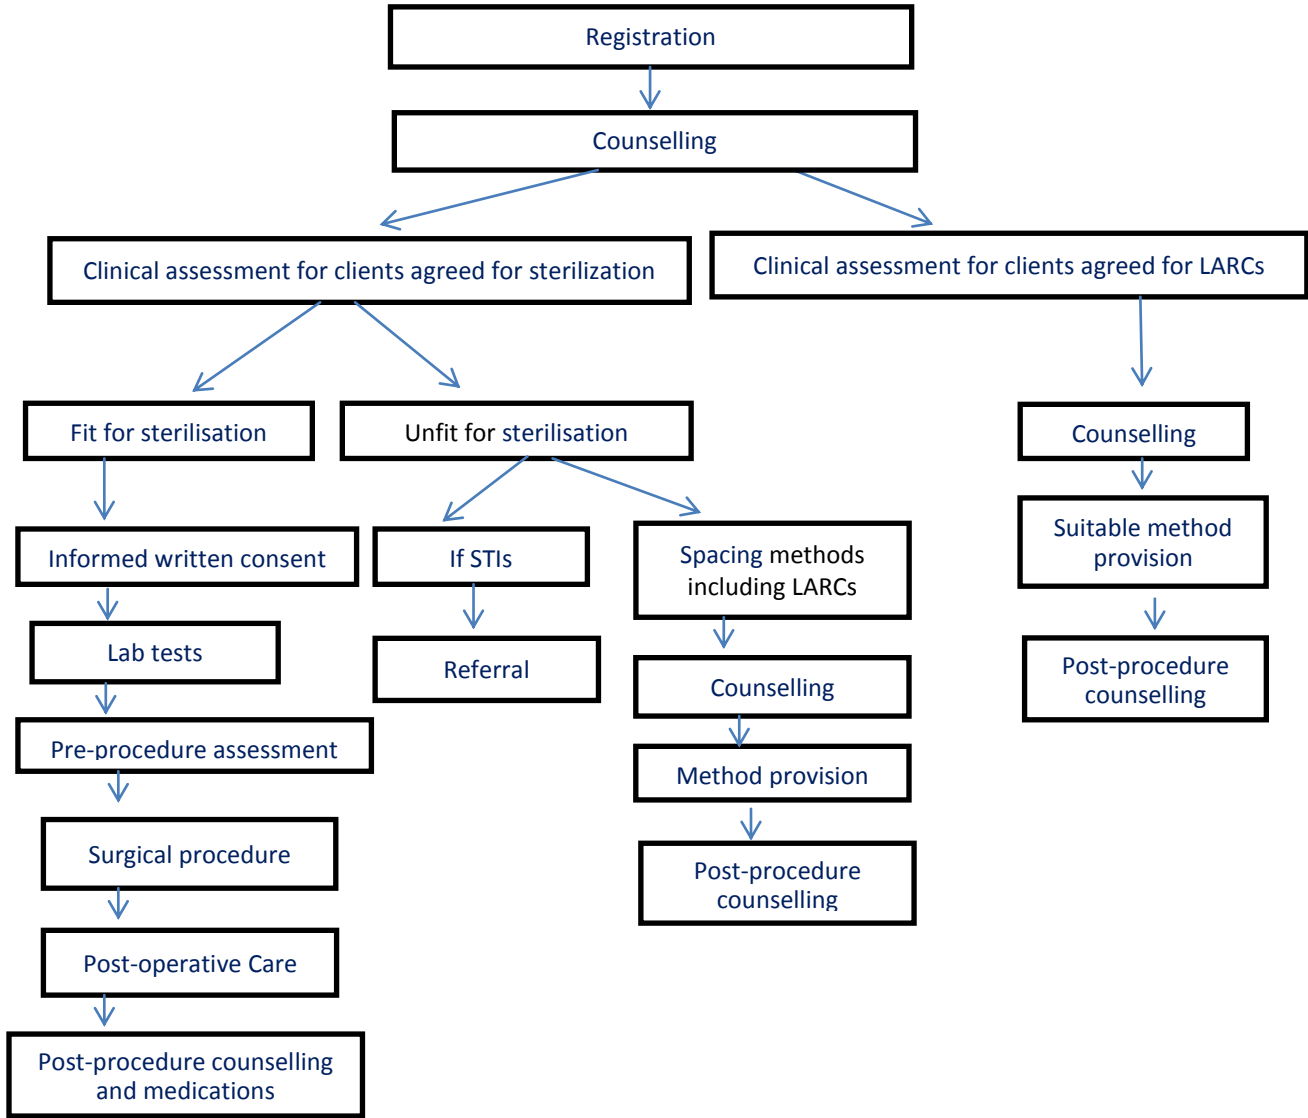 Registration
Counselling
Clinical assessment for clients agreed for sterilization
Clinical assessment for clients agreed for LARCs
Fit for sterilisation
Unfit for sterilisation
Counselling
Informed written consent
If STIs
Spacing methods
including LARCs
Suitable method
provision
Lab tests
Referral
Counselling
Post-procedure
counselling
Pre-procedure assessment
Method provision
Surgical procedure
Post-procedure
counselling
Post-operative Care
Post-procedure counselling
and medications